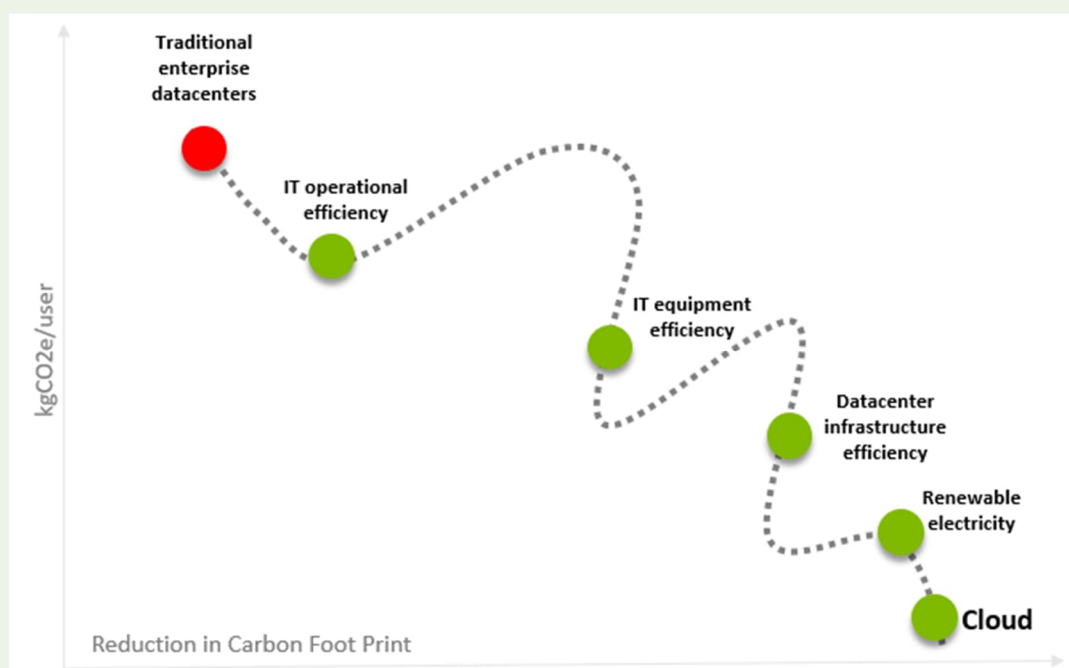 Traditional
enterprise
datacenters
IT operational
efficiency
IT equipment
efficiency
Datacenter
infrastructure
efficiency
Renewable
electricity
Cloud
kgCO2e/user
Reduction in Carbon Foot Print